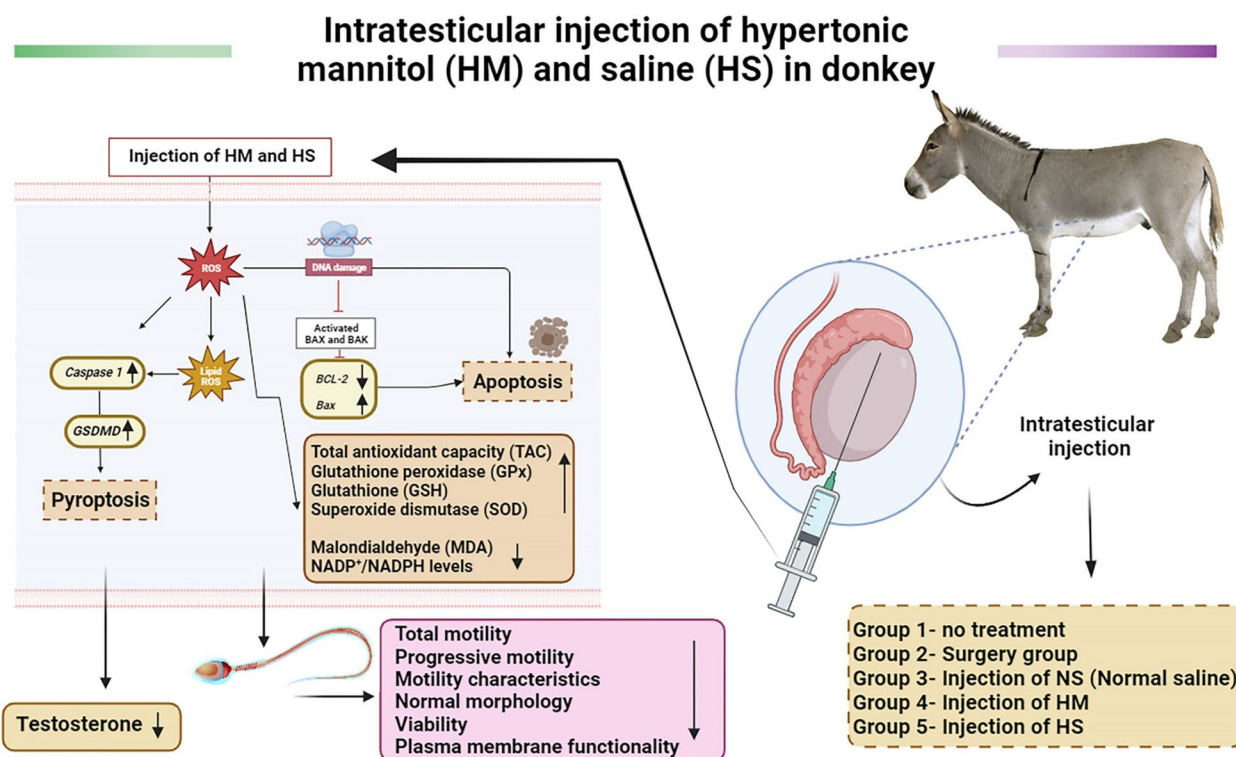 Intratesticular injection of hypertonic
mannitol (HM) and saline (HS) in donkey
Injection of HM and HS
ROS
DNA damage
Activated
BAX and BAK
Caspase 1
Lipid
ROS
BCL-2
Bax
Apoptosis
GSDMD
Pyroptosis
Total antioxidant capacity (TAC)
Glutathione peroxidase (GPx)
Glutathione (GSH)
Superoxide dismutase (SOD)
Malondialdehyde (MDA)
NADP⁺/NADPH levels
Testosterone
Total motility
Progressive motility
Motility characteristics
Normal morphology
Viability
Plasma membrane functionality
Intratesticular
injection
Group 1- no treatment
Group 2- Surgery group
Group 3- Injection of NS (Normal saline)
Group 4- Injection of HM
Group 5- Injection of HS